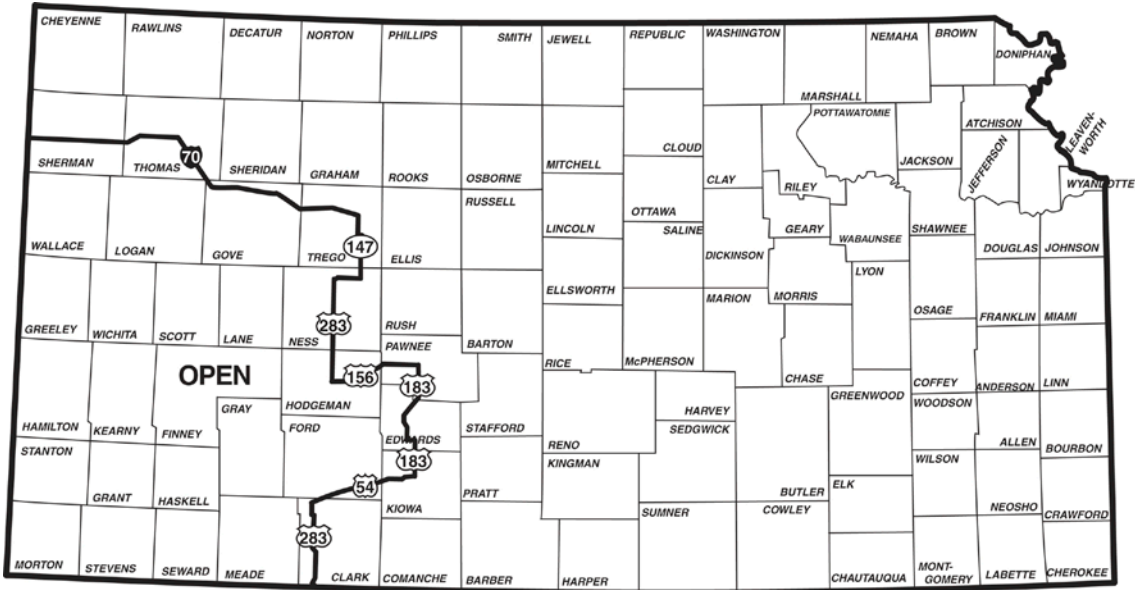 CHEYENNE
RAWLINS
DECATUR
NORTON
PHILLIPS
SMITH
JEWELL
REPUBLIC
WASHINGTON
MARSHALL
NEMAHA
BROWN
DONIPHAN
SHERMAN
THOMAS
70
SHERIDAN
GRAHAM
ROOKS
OSBORNE
MITCHELL
CLOUD
CLAY
RILEY
POTTAWATOMIE
JACKSON
ATCHISON
JEFFERSON
LEAVEN-
WORTH
WYANDOTTE
WALLACE
LOGAN
GOVE
TREGO
147
ELLIS
RUSSELL
LINCOLN
OTTAWA
SALINE
DICKINSON
GEARY
WABAUNSEE
SHAWNEE
DOUGLAS
JOHNSON
GREELEY
WICHITA
SCOTT
LANE
NESS
283
RUSH
BARTON
ELLSWORTH
RICE
McPHERSON
MARION
MORRIS
CHASE
LYON
OSAGE
FRANKLIN
MIAMI
OPEN
156
PAWNEE
183
HAMILTON
KEARNY
FINNEY
GRAY
HODGEMAN
FORD
EDWARDS
STAFFORD
RENO
HARVEY
SEDGWICK
GREENWOOD
COFFEY
ANDERSON
LINN
WOODSON
ALLEN
BOURBON
STANTON
GRANT
HASKELL
54
183
KIOWA
PRATT
KINGMAN
BUTLER
ELK
WILSON
NEOSHO
CRAWFORD
MORTON
STEVENS
SEWARD
MEADE
283
CLARK
COMANCHE
BARBER
HARPER
SUMNER
COWLEY
CHAUTAUQUA
MONT-
GOMERY
LABETTE
CHEROKEE